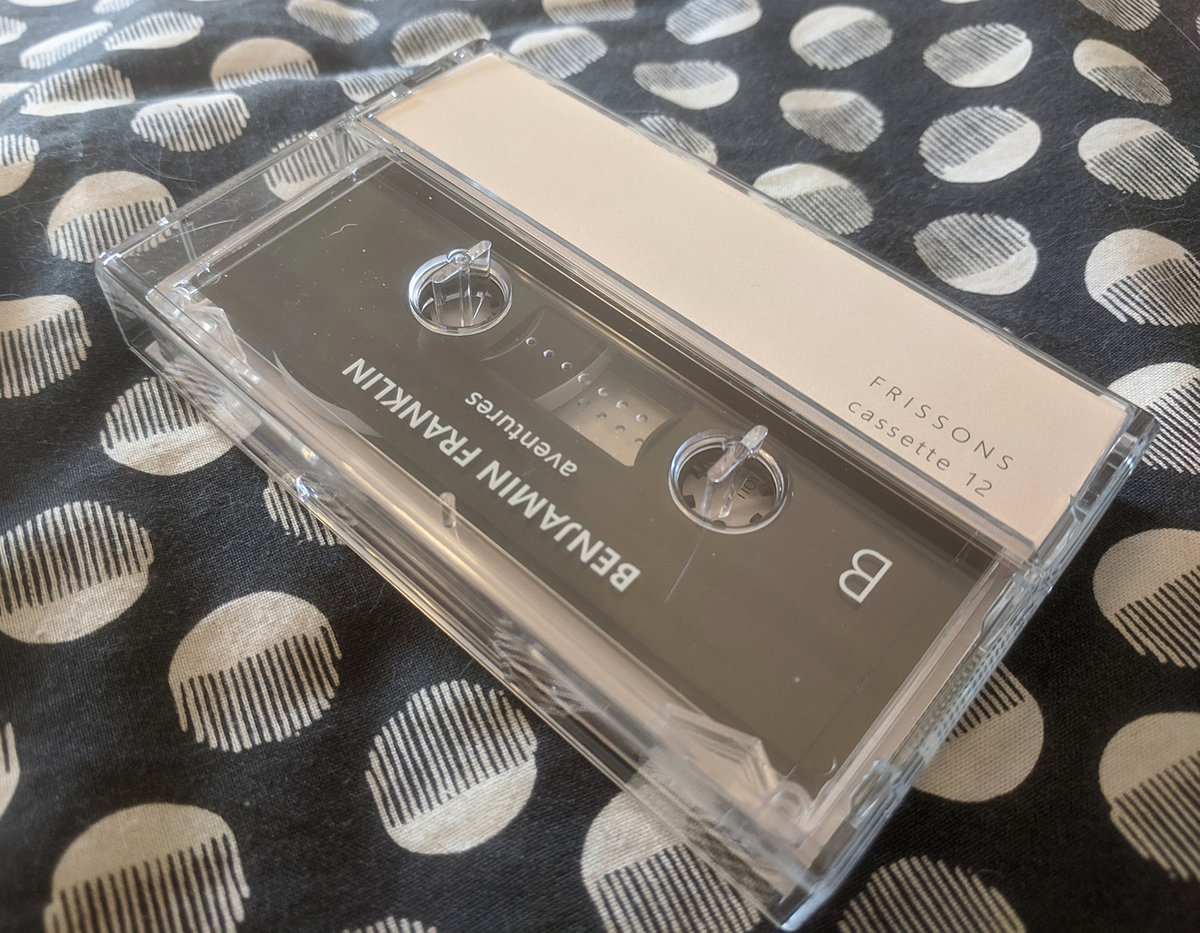 FRISSONS
cassette 12
B
BENJAMIN FRANKLIN
aventures